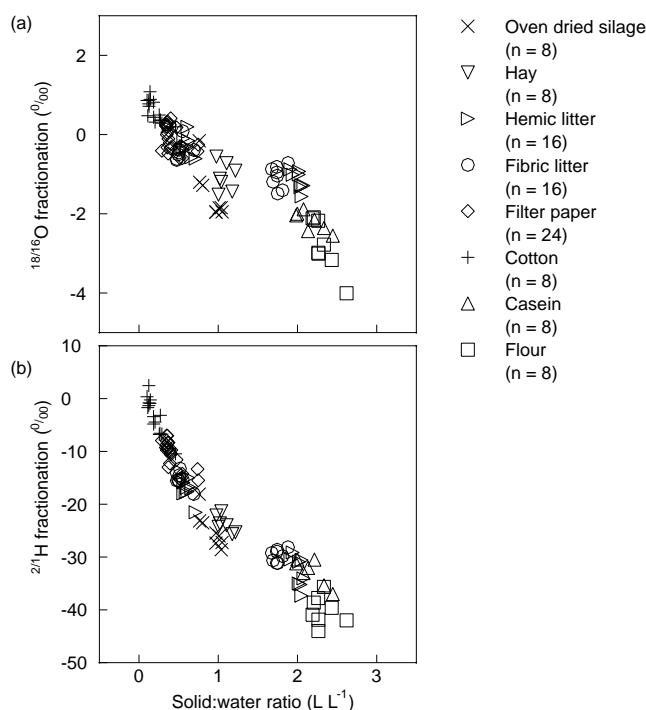 (a)
2
0
-2
-4
18/16O fractionation (0/00)
Oven dried silage
(n = 8)
Hay
(n = 8)
Hemic litter
(n = 16)
Fibric litter
(n = 16)
Filter paper
(n = 24)
Cotton
(n = 8)
Casein
(n = 8)
Flour
(n = 8)
(b)
10
0
-10
-20
-30
-40
-50
2/1H fractionation (0/00)
0 1 2 3
Solid:water ratio (L L-1)